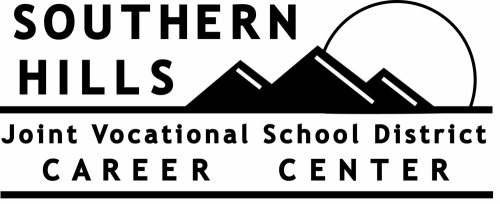 SOUTHERN
HILLS
Joint Vocational School District
CAREER CENTER